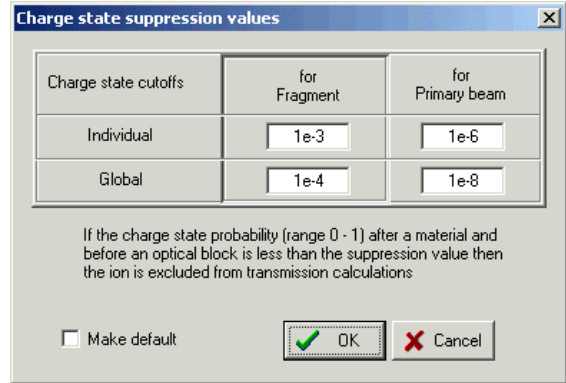 Charge state suppression values
Charge state cutoffs
for
Fragment
for
Primary beam
Individual
1e-3
1e-6
Global
1e-4
1e-8
If the charge state probability (range 0 - 1) after a material and
before an optical block is less than the suppression value then
the ion is excluded from transmission calculations
Make default
OK
Cancel